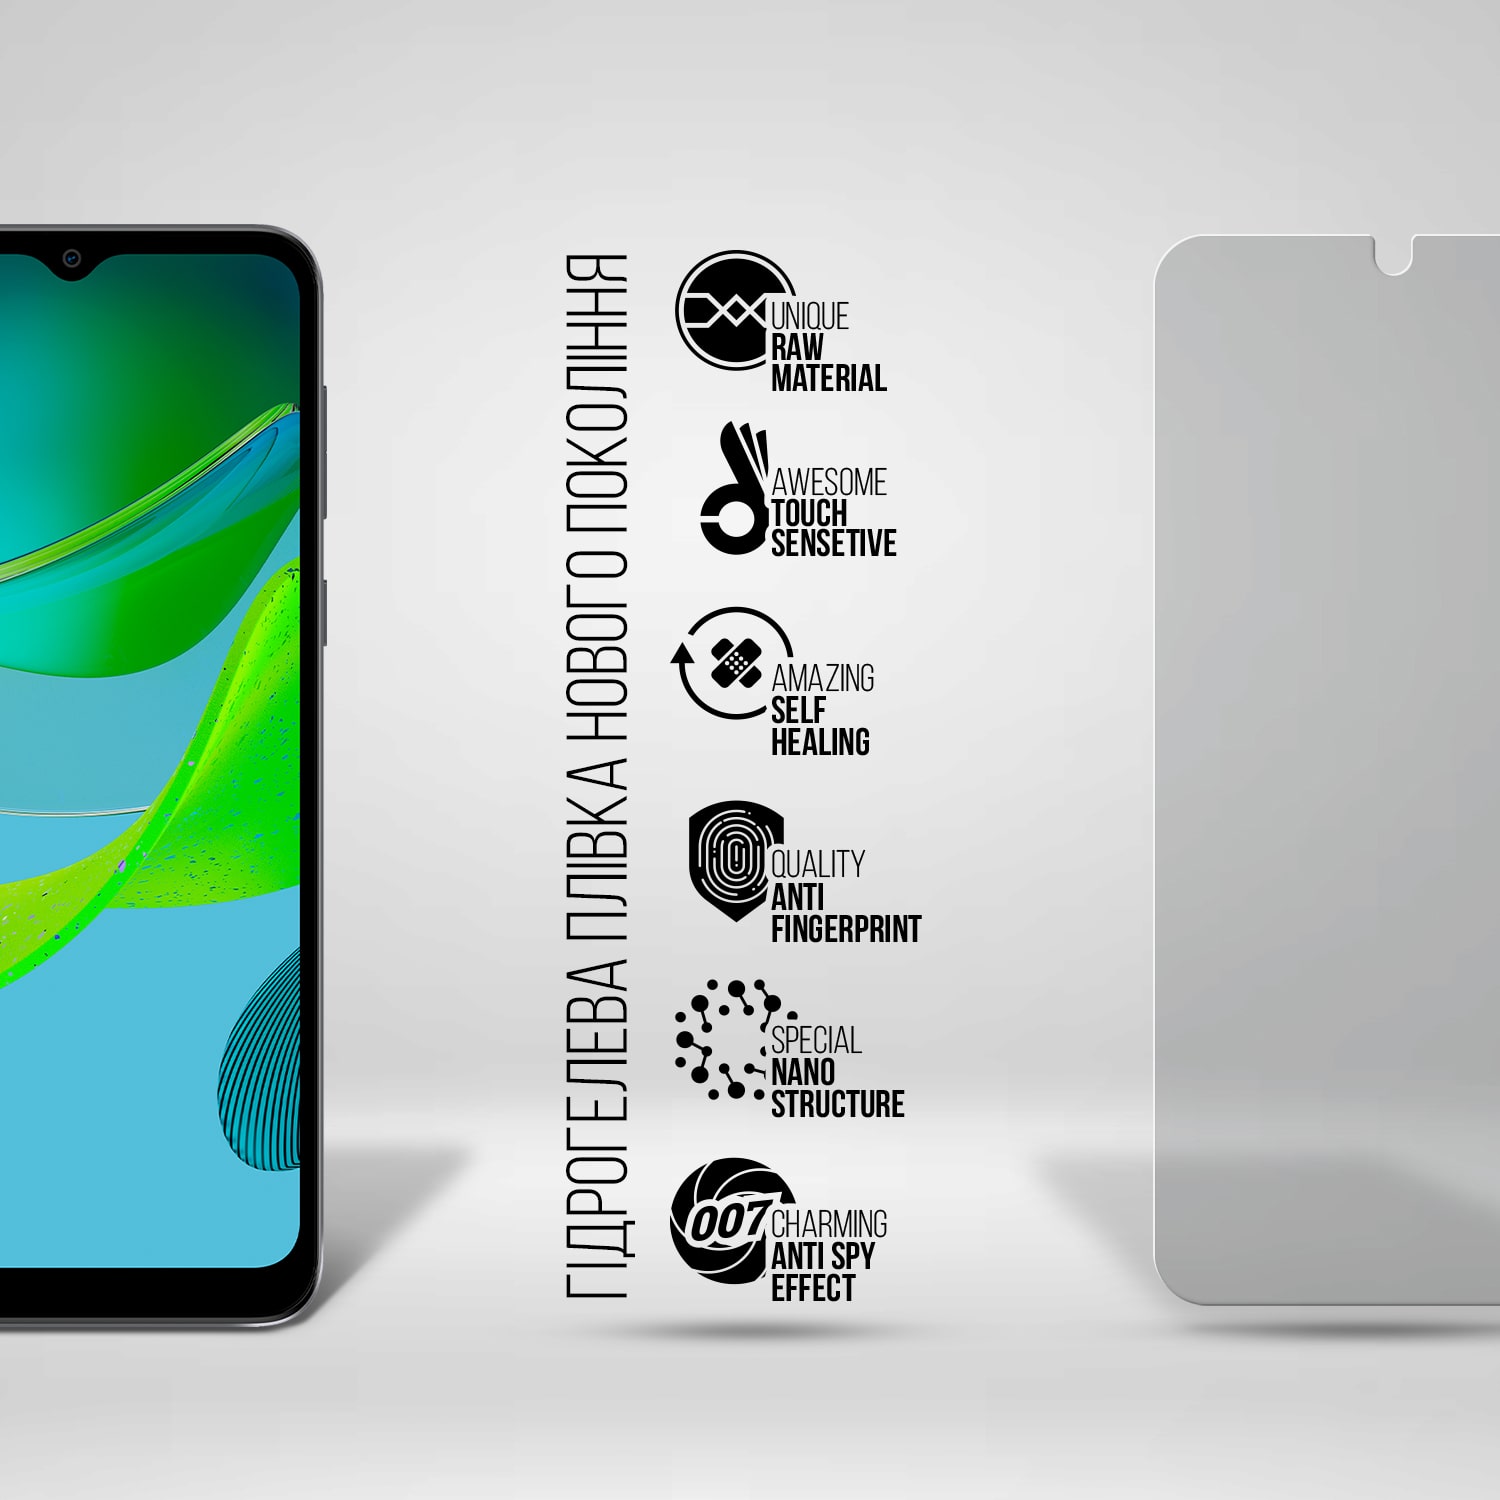 ГІДРОГЕЛЕВА ПЛІВКА НОВОГО ПОКОЛІННЯ
UNIQUE
RAW
MATERIAL
AWESOME
TOUCH
SENSETIVE
AMAZING
SELF
HEALING
QUALITY
ANTI
FINGERPRINT
SPECIAL
NANO
STRUCTURE
007
CHARMING
ANTI SPY
EFFECT